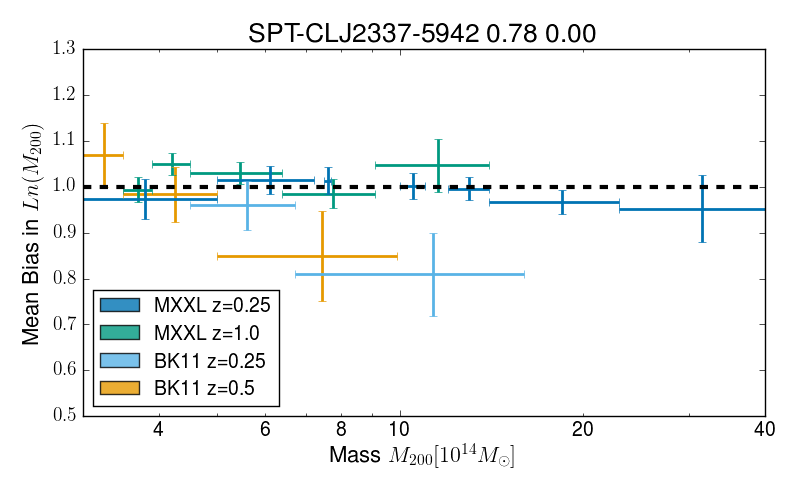 SPT-CLJ2337-5942 0.78 0.00
1.3
1.2
1.1
1.0
0.9
0.8
0.7
0.6
0.5
Mean Bias in Ln(M₂₀₀)
MXXL z=0.25
MXXL z=1.0
BK11 z=0.25
BK11 z=0.5
4 6 8 10 20 40
Mass M₂₀₀[10¹⁴M⊙]